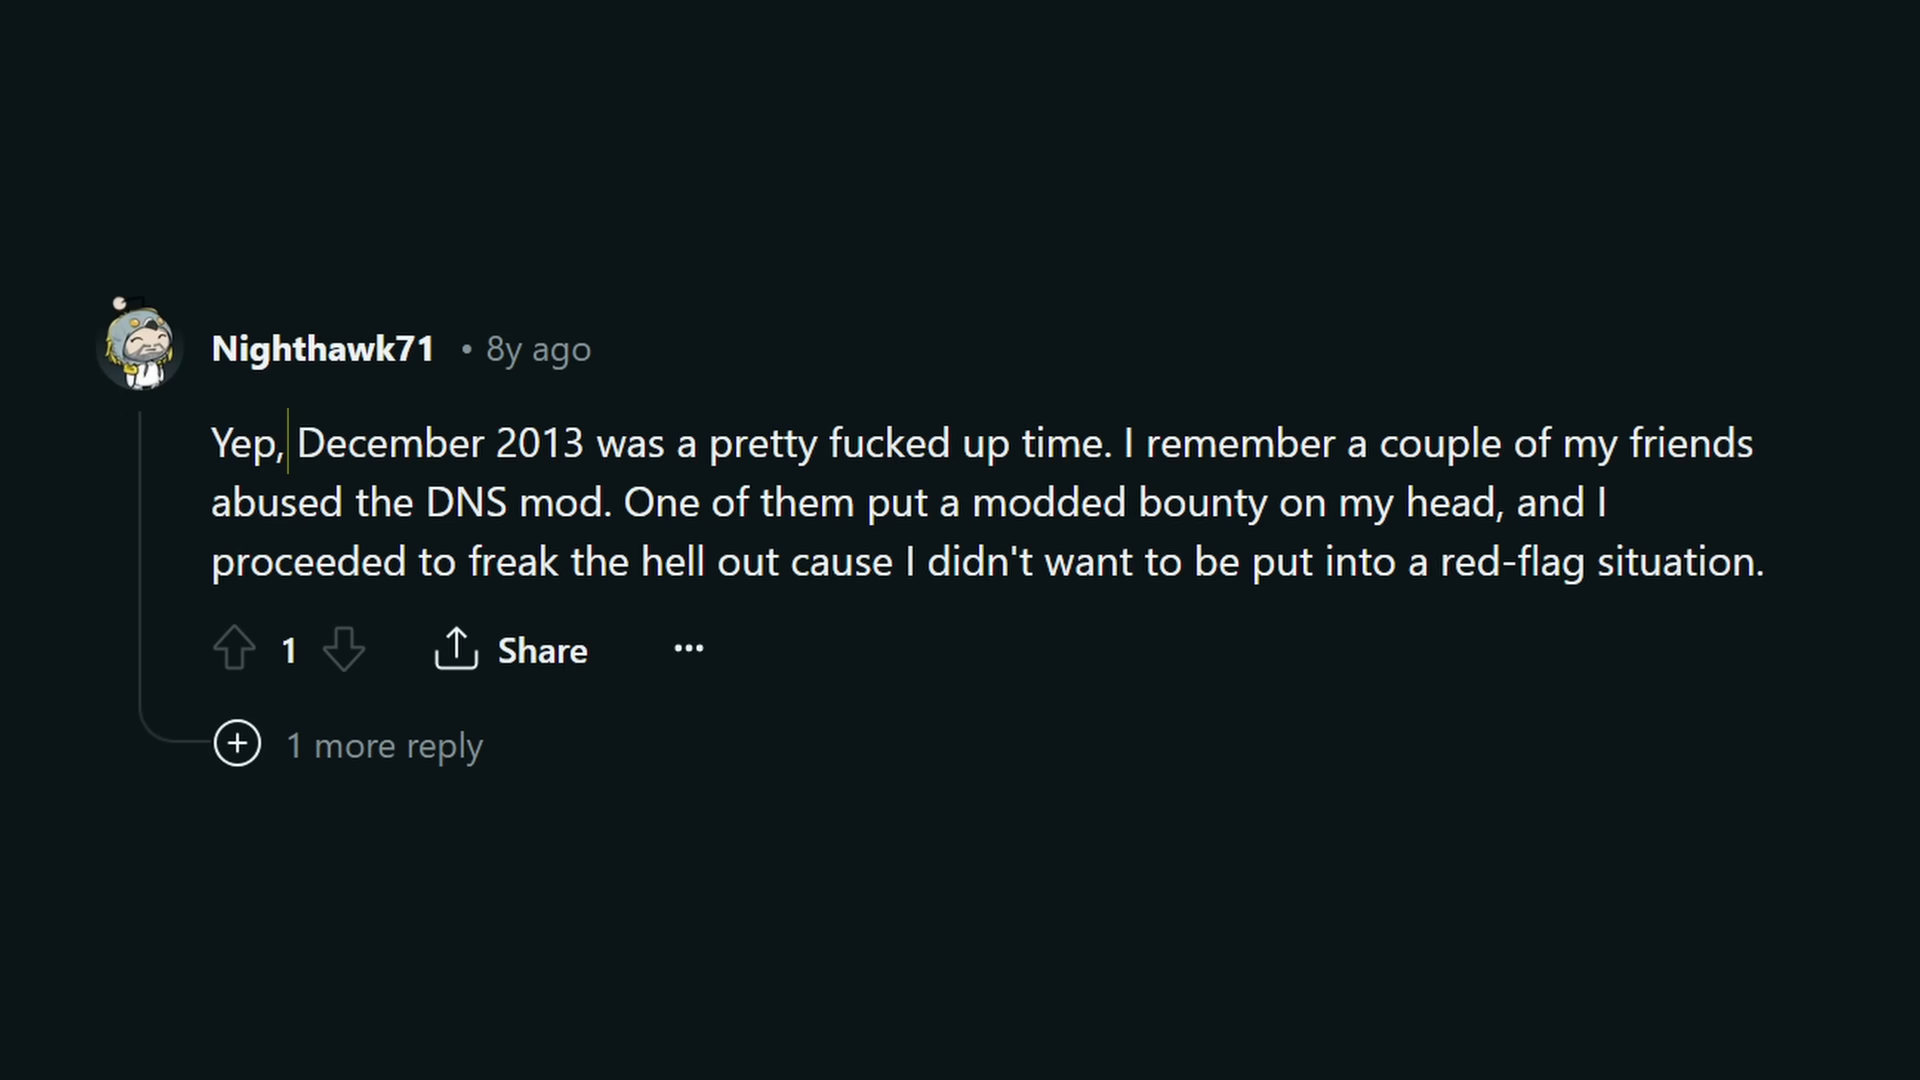 Nighthawk71 • 8y ago
Yep, December 2013 was a pretty fucked up time. I remember a couple of my friends
abused the DNS mod. One of them put a modded bounty on my head, and I
proceeded to freak the hell out cause I didn't want to be put into a red-flag situation.
1 Share ···
1 more reply